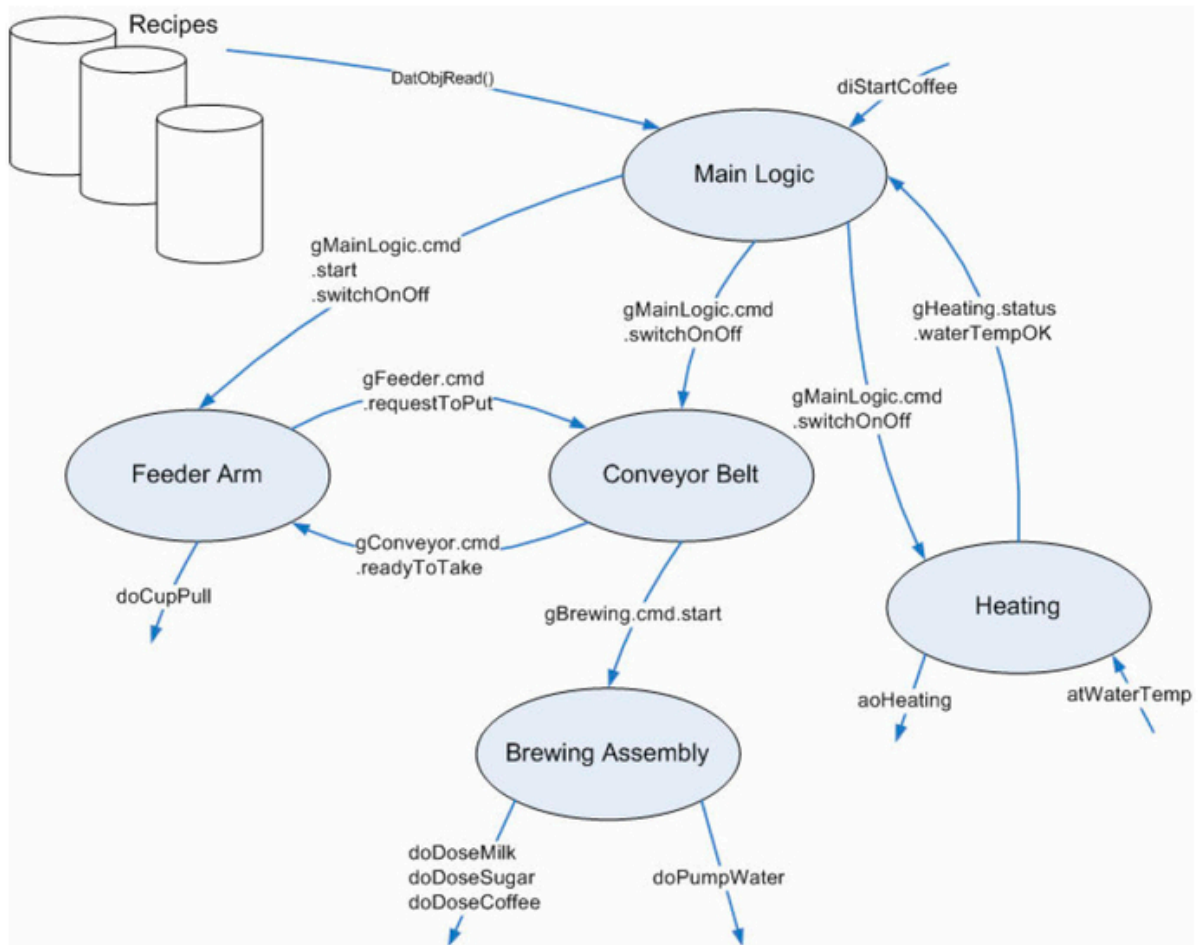 Recipes
DatObjRead()
diStartCoffee
Main Logic
gMainLogic.cmd
.start
.switchOnOff
gMainLogic.cmd
.switchOnOff
gHeating.status
.waterTempOK
gFeeder.cmd
.requestToPut
gMainLogic.cmd
.switchOnOff
Feeder Arm
Conveyor Belt
gConveyor.cmd
.readyToTake
doCupPull
gBrewing.cmd.start
Heating
aoHeating
atWaterTemp
Brewing Assembly
doDoseMilk
doDoseSugar
doDoseCoffee
doPumpWater